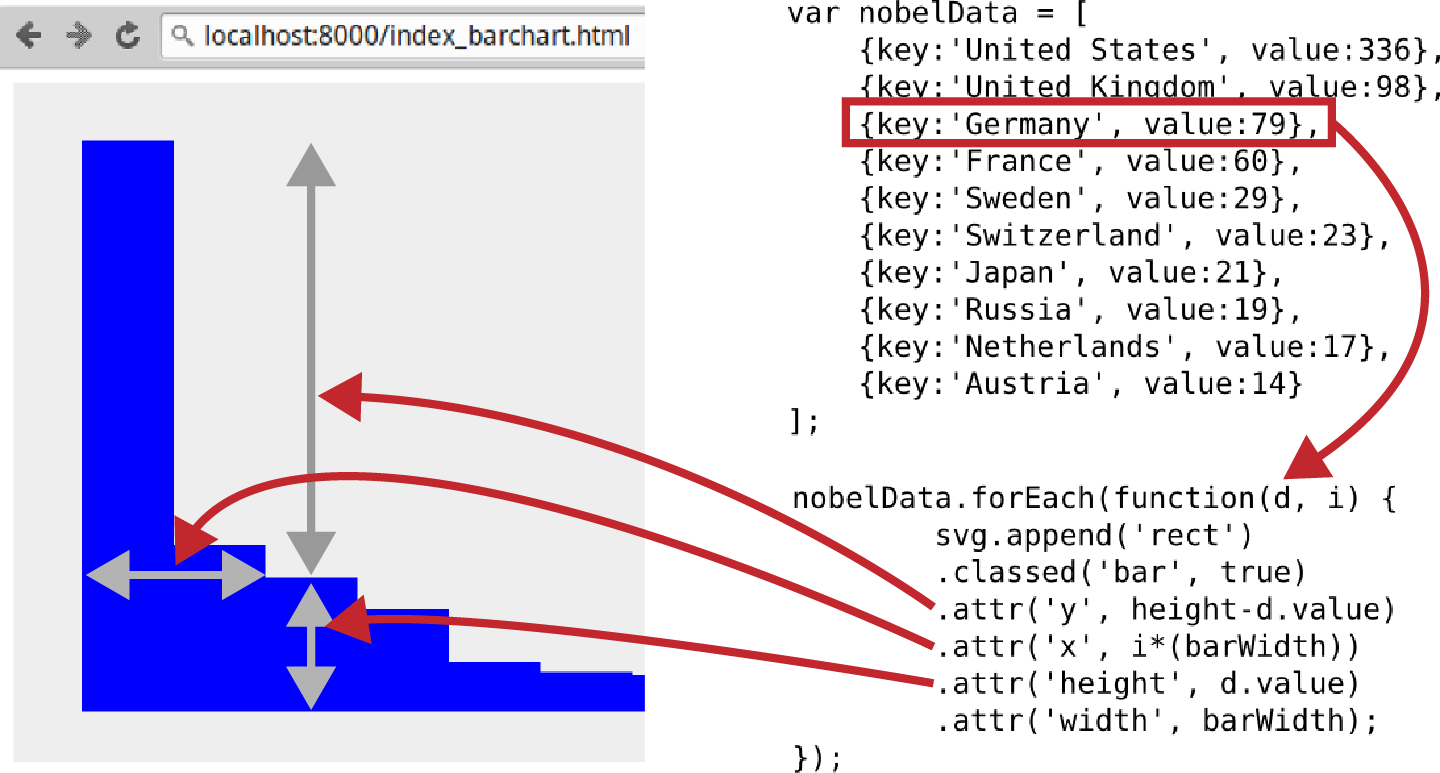 localhost:8000/index_barchart.html
var nobelData = [
{key:'United States', value:336},
{key:'United Kingdom', value:98},
{key:'Germany', value:79},
{key:'France', value:60},
{key:'Sweden', value:29},
{key:'Switzerland', value:23},
{key:'Japan', value:21},
{key:'Russia', value:19},
{key:'Netherlands', value:17},
{key:'Austria', value:14}
];
nobelData.forEach(function(d, i) {
svg.append('rect')
.classed('bar', true)
.attr('y', height-d.value)
.attr('x', i*(barWidth))
.attr('height', d.value)
.attr('width', barWidth);
});